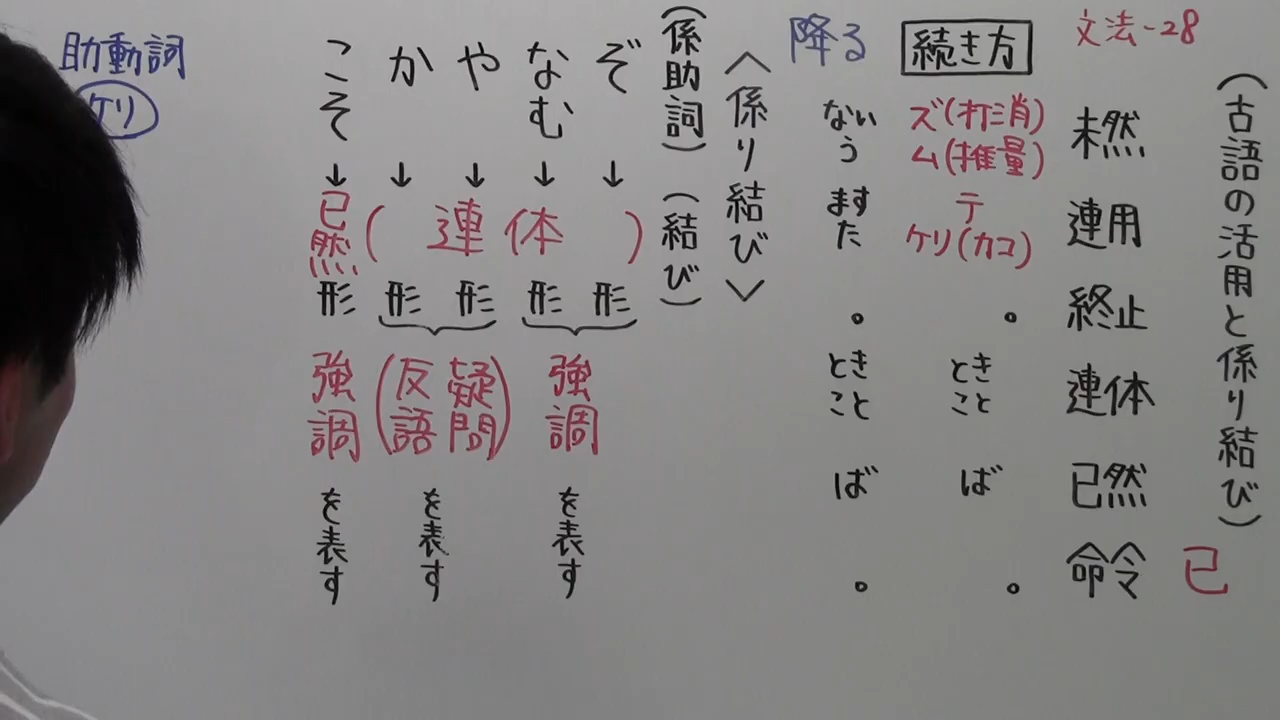 文法-28
(古語の活用と係り結び)
已
続き方
未然
連用
終止
連体
已然
命令
ズ(打消)
ム(推量)
テ
ケリ(カコ)
。
とき
こと
ば
。
降る
ない
う
ます
た
。
とき
こと
ば
。
<係り結び>
(係助詞)(結び)
ぞ
なむ
や
か
こそ
↓ ↓ ↓ ↓ ↓
(連体)
形 形 形 形
已然形
強調を表す
(疑問
反語)を表す
強調を表す
助動詞
ケリ